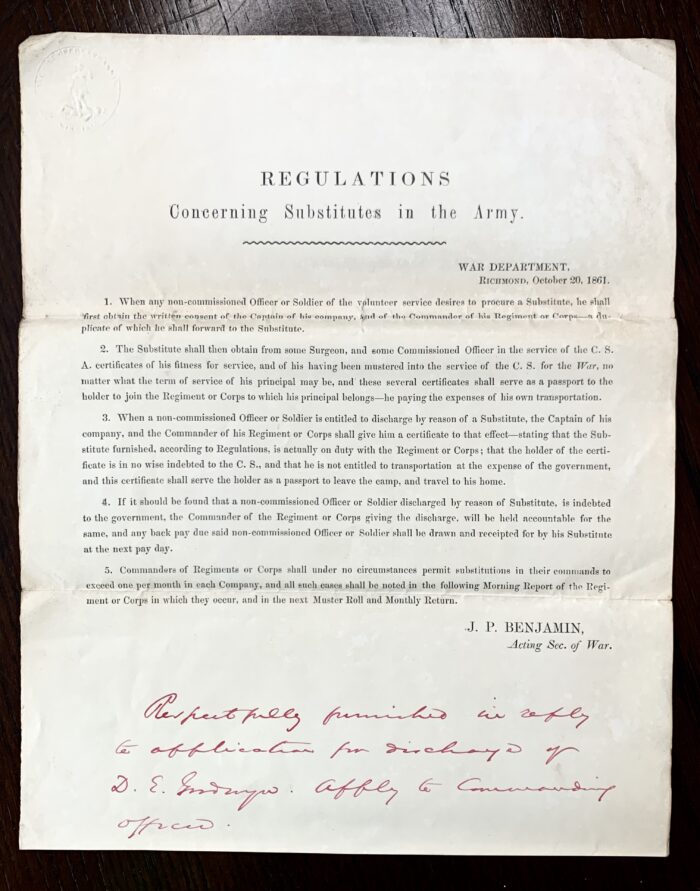 REGULATIONS
Concerning Substitutes in the Army.
WAR DEPARTMENT,
RICHMOND, October 20, 1861.
1. When any non-commissioned Officer or Soldier of the volunteer service desires to procure a Substitute, he shall
first obtain the written consent of the Captain of his company, and of the Commander of his Regiment or Corps—a du-
plicate of which he shall forward to the Substitute.
2. The Substitute shall then obtain from some Surgeon, and some Commissioned Officer in the service of the C. S.
A. certificates of his fitness for service, and of his having been mustered into the service of the C. S. for the War, no
matter what the term of service of his principal may be, and these several certificates shall serve as a passport to the
holder to join the Regiment or Corps to which his principal belongs—he paying the expenses of his own transportation.
3. When a non-commissioned Officer or Soldier is entitled to discharge by reason of a Substitute, the Captain of his
company, and the Commander of his Regiment or Corps shall give him a certificate to that effect—stating that the Sub-
stitute furnished, according to Regulations, is actually on duty with the Regiment or Corps; that the holder of the certi-
ficate is in no wise indebted to the C. S., and that he is not entitled to transportation at the expense of the government,
and this certificate shall serve the holder as a passport to leave the camp, and travel to his home.
4. If it should be found that a non-commissioned Officer or Soldier discharged by reason of Substitute, is indebted
to the government, the Commander of the Regiment or Corps giving the discharge, will be held accountable for the
same, and any back pay due said non-commissioned Officer or Soldier shall be drawn and receipted for by his Substitute
at the next pay day.
5. Commanders of Regiments or Corps shall under no circumstances permit substitutions in their commands to
exceed one per month in each Company, and all such cases shall be noted in the following Morning Report of the Regi-
ment or Corps in which they occur, and in the next Muster Roll and Monthly Return.
J. P. BENJAMIN,
Acting Sec. of War.
Respectfully furnished in reply
to application for discharge of
D. E. Apply to Commanding
officer.